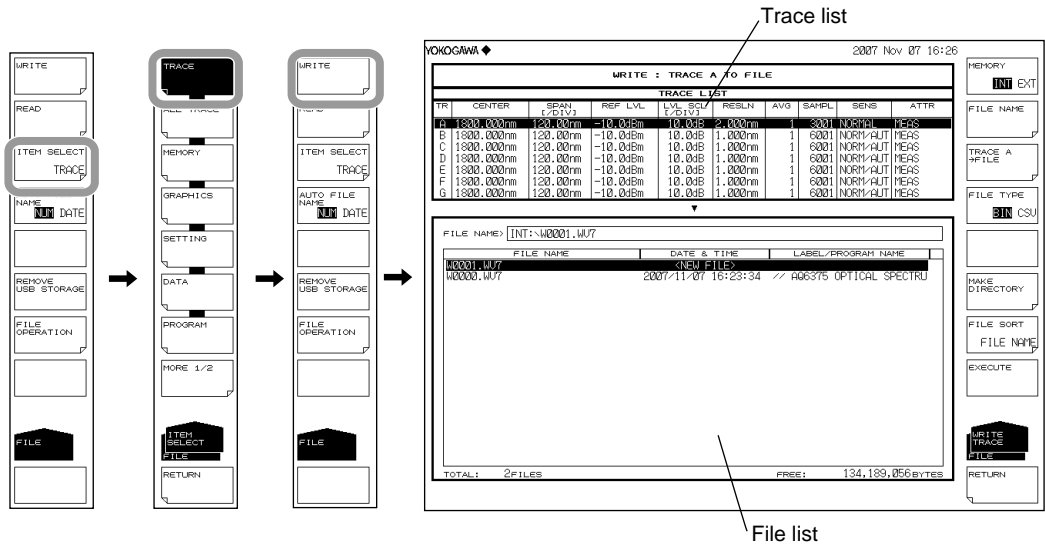 Trace list
WRITE
READ
ITEM SELECT
TRACE
NAME
NUM DATE
REMOVE
USB STORAGE
FILE
OPERATION
FILE
TRACE
MEMORY
GRAPHICS
SETTING
DATA
PROGRAM
MORE 1/2
ITEM
SELECT
FILE
RETURN
WRITE
ITEM SELECT
TRACE
AUTO FILE
NAME
NUM DATE
REMOVE
USB STORAGE
FILE
OPERATION
FILE
YOKOGAWA 2007 Nov 07 16:26
WRITE : TRACE A TO FILE
TRACE LIST
TR CENTER SPAN [/DIV] REF LVL LVL SCL [/DIV] RESLN AVG SAMPL SENS ATTR
A 1800.000nm 120.00nm -10.0dBm 10.0dB 2.000nm 1 3001 NORMAL MEAS
B 1800.000nm 120.00nm -10.0dBm 10.0dB 1.000nm 1 6001 NORM/AUT MEAS
C 1800.000nm 120.00nm -10.0dBm 10.0dB 1.000nm 1 6001 NORM/AUT MEAS
D 1800.000nm 120.00nm -10.0dBm 10.0dB 1.000nm 1 6001 NORM/AUT MEAS
E 1800.000nm 120.00nm -10.0dBm 10.0dB 1.000nm 1 6001 NORM/AUT MEAS
F 1800.000nm 120.00nm -10.0dBm 10.0dB 1.000nm 1 6001 NORM/AUT MEAS
G 1800.000nm 120.00nm -10.0dBm 10.0dB 1.000nm 1 6001 NORM/AUT MEAS
FILE NAME> INT:\W0001.WV7
FILE NAME DATE & TIME LABEL/PROGRAM NAME
W0001.WV7 <NEW FILE>
W0000.WV7 2007/11/07 16:23:34 // AQ6375 OPTICAL SPECTRU
TOTAL: 2FILES FREE: 134,189,056BYTES
MEMORY
INT EXT
FILE NAME
TRACE A
→FILE
FILE TYPE
BIN CSV
MAKE
DIRECTORY
FILE SORT
FILE NAME
EXECUTE
WRITE
TRACE
FILE
RETURN
File list